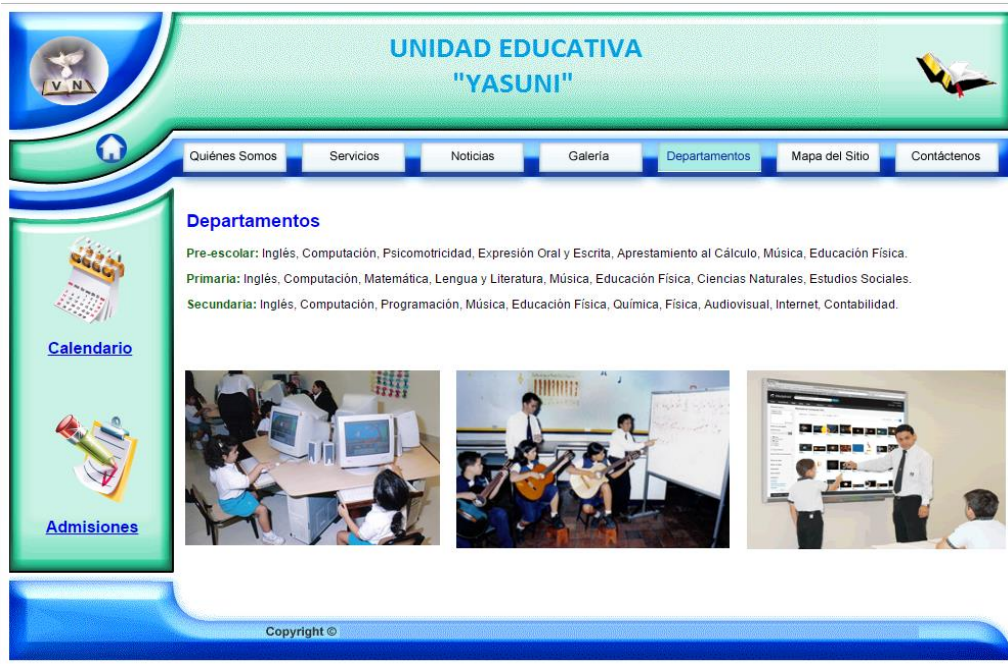 UNIDAD EDUCATIVA
"YASUNI"
V N
Quiénes Somos
Servicios
Noticias
Galería
Departamentos
Mapa del Sitio
Contáctenos
Departamentos
Pre-escolar: Inglés, Computación, Psicomotricidad, Expresión Oral y Escrita, Aprestamiento al Cálculo, Música, Educación Física.
Primaria: Inglés, Computación, Matemática, Lengua y Literatura, Música, Educación Física, Ciencias Naturales, Estudios Sociales.
Secundaria: Inglés, Computación, Programación, Música, Educación Física, Química, Física, Audiovisual, Internet, Contabilidad.
Calendario
Admisiones
Copyright ©